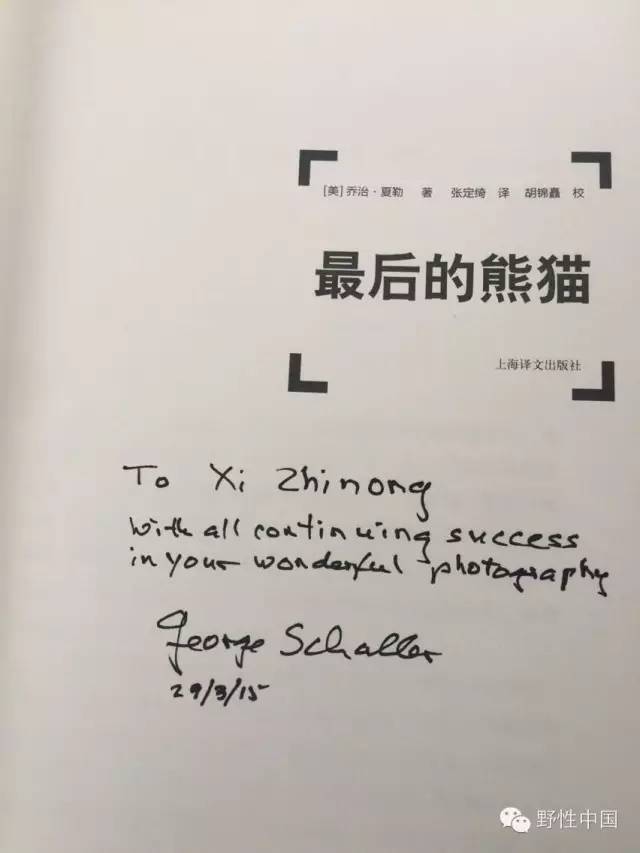 [美]乔治·夏勒 著 张定绮 译 胡锦矗 校
最后的熊猫
上海译文出版社
To Xi Zhinong
with all continuing success
in your wonderful photography
George Schaller
29/3/15
野性中国